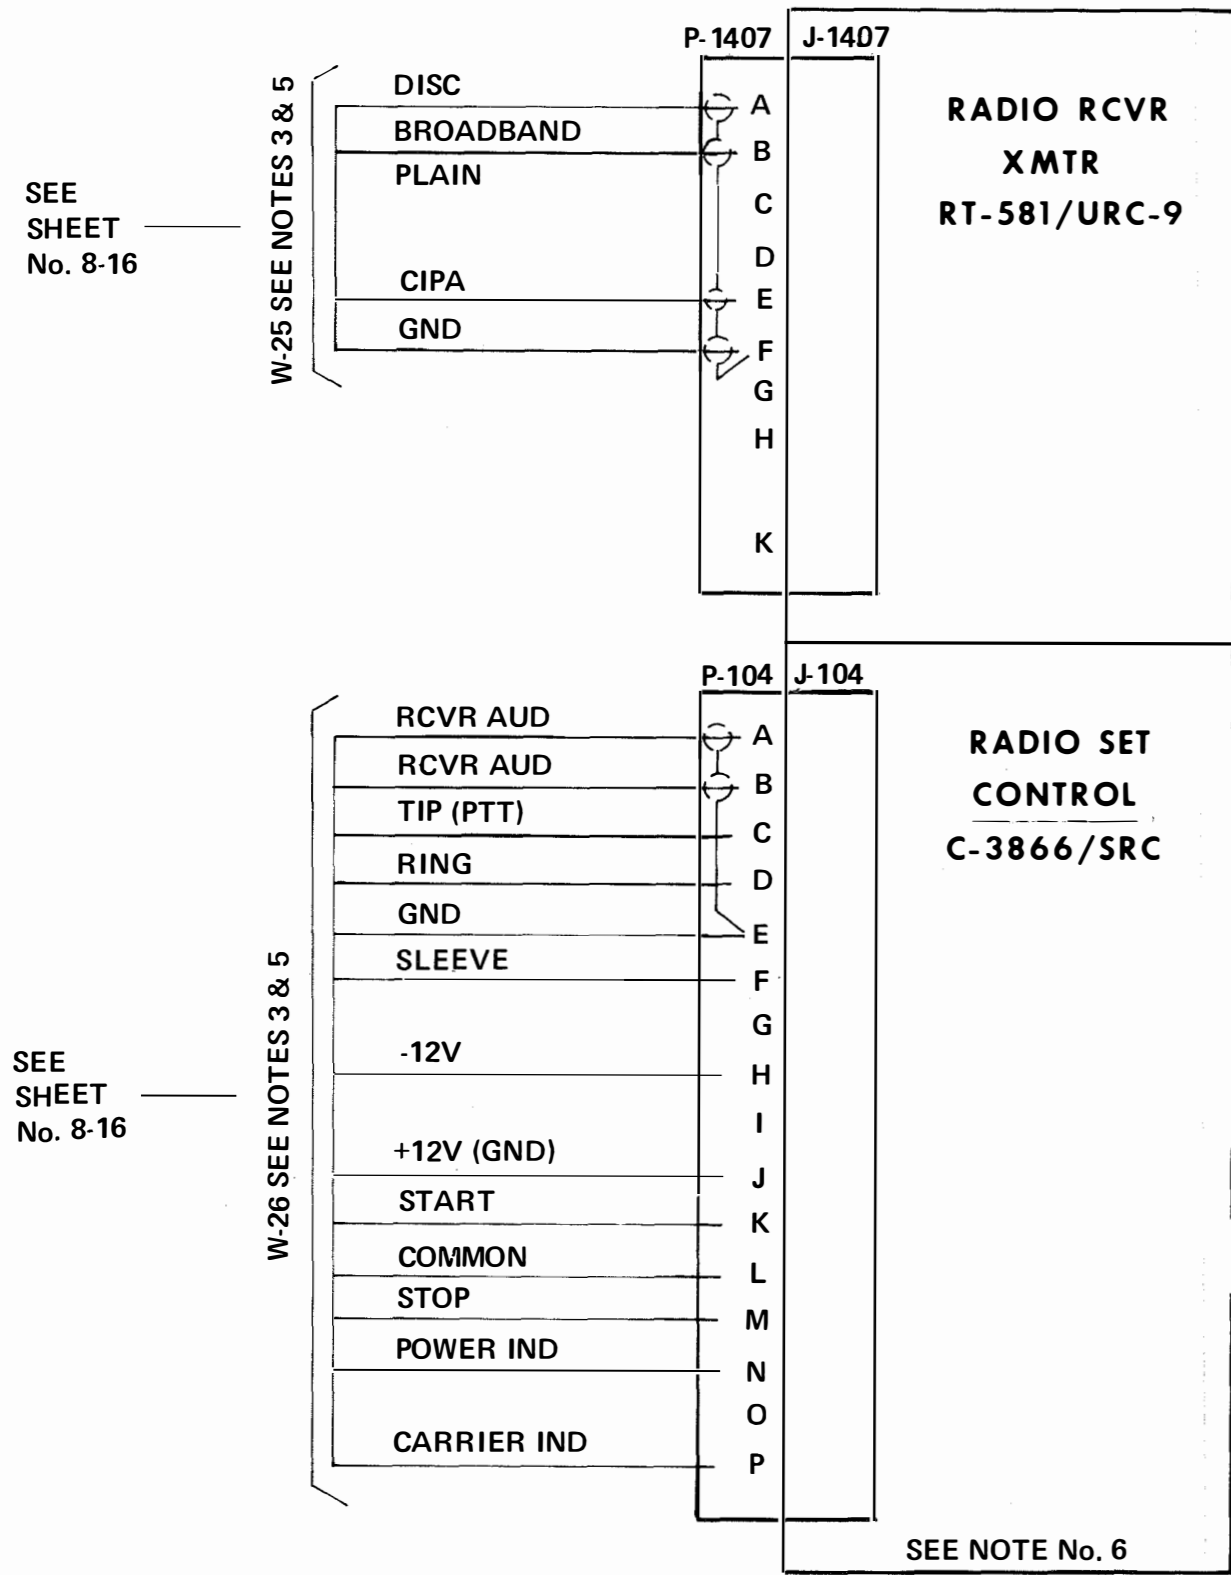 P-1407 J-1407
W-25 SEE NOTES 3 & 5
SEE
SHEET
No. 8-16
DISC
BROADBAND
PLAIN
CIPA
GND
A
B
C
D
E
F
G
H
K
RADIO RCVR
XMTR
RT-581/URC-9
P-104 J-104
W-26 SEE NOTES 3 & 5
SEE
SHEET
No. 8-16
RCVR AUD
RCVR AUD
TIP (PTT)
RING
GND
SLEEVE
-12V
+12V (GND)
START
COMMON
STOP
POWER IND
CARRIER IND
A
B
C
D
E
F
G
H
I
J
K
L
M
N
O
P
RADIO SET
CONTROL
C-3866/SRC
SEE NOTE No. 6